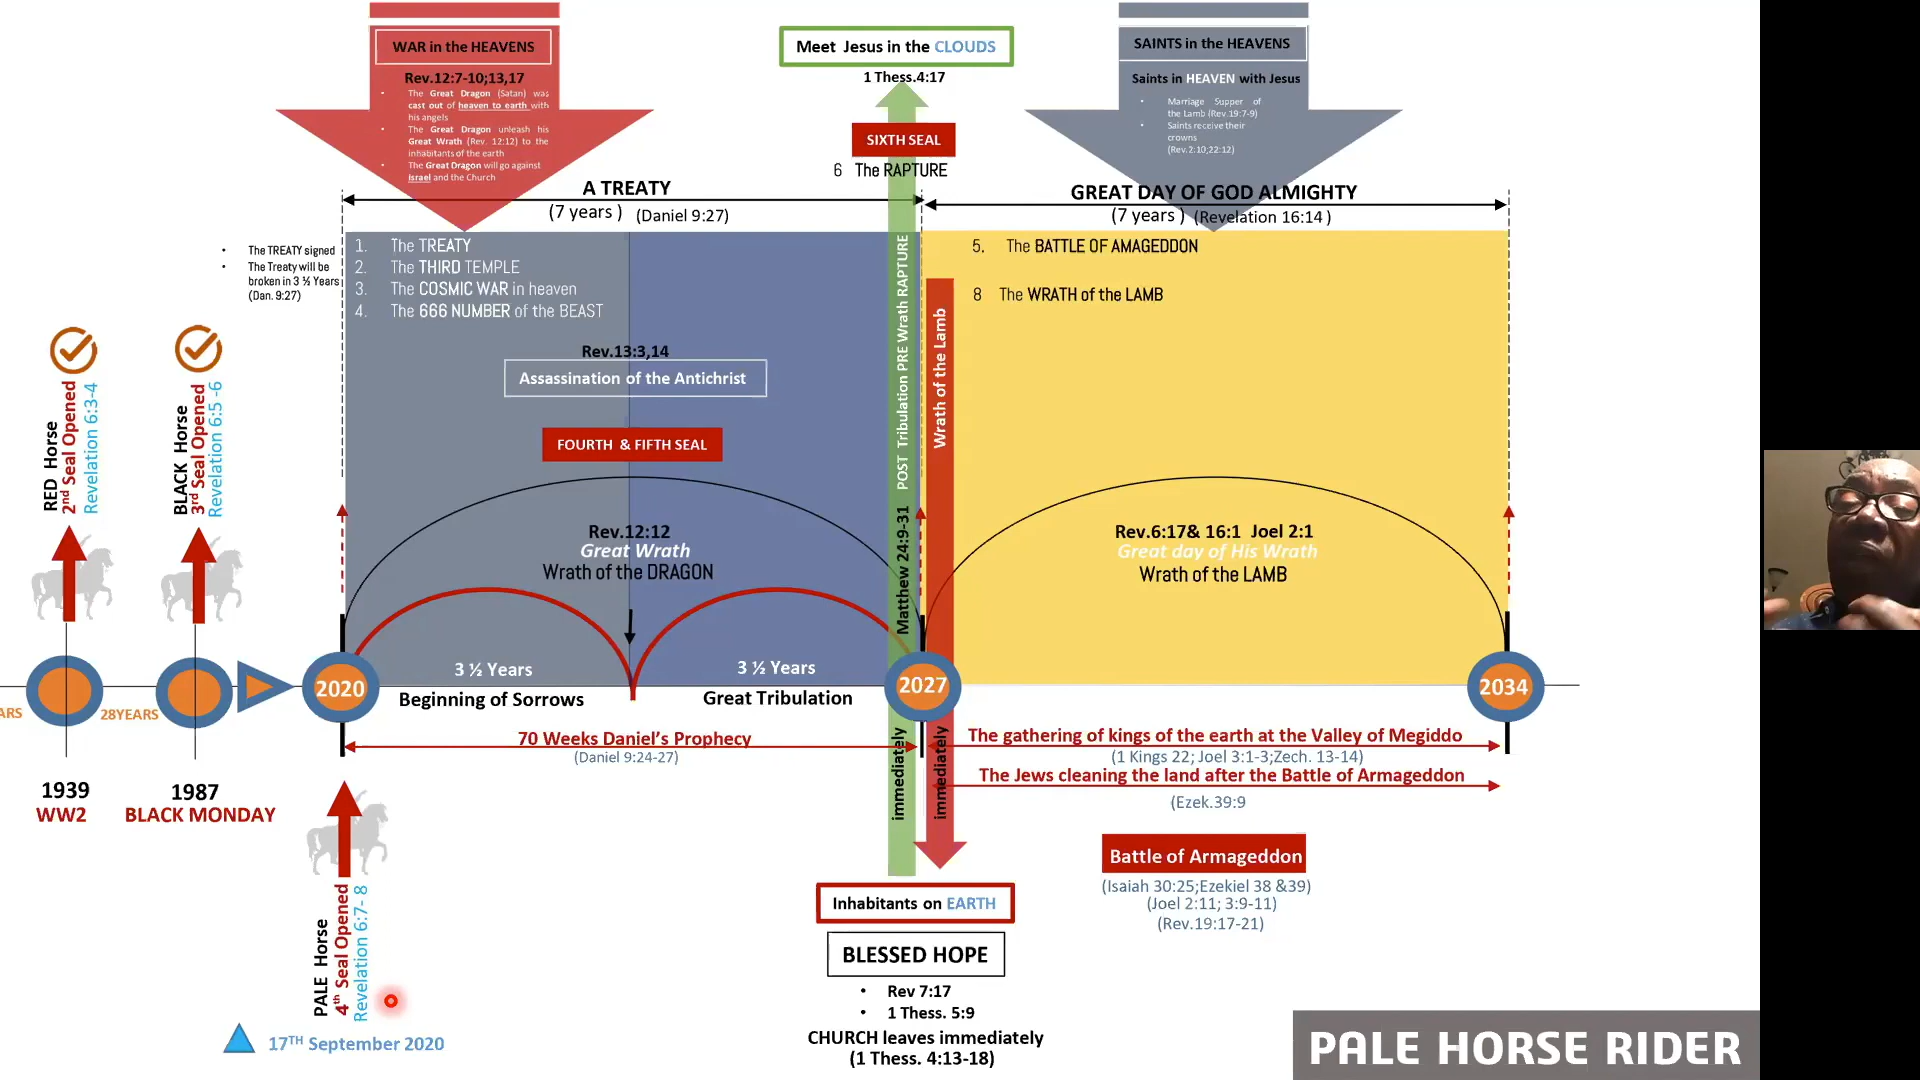 WAR in the HEAVENS
Rev.12:7-10;13,17
• The Great Dragon (Satan) was
cast out of heaven to earth with
his angels
• The Great Dragon unleash his
Great Wrath (Rev. 12:12) to the
inhabitants of the earth
• The Great Dragon will go against
Israel and the Church
Meet Jesus in the CLOUDS
1 Thess.4:17
SIXTH SEAL
6 The RAPTURE
SAINTS in the HEAVENS
Saints in HEAVEN with Jesus
• Marriage Supper of
the Lamb (Rev.19:7-9)
• Saints receive their
crowns
(Rev.2:10;22:12)
A TREATY
(7 years ) (Daniel 9:27)
GREAT DAY OF GOD ALMIGHTY
(7 years ) (Revelation 16:14 )
• The TREATY signed
• The Treaty will be
broken in 3 ½ Years
(Dan. 9:27)
1. The TREATY
2. The THIRD TEMPLE
3. The COSMIC WAR in heaven
4. The 666 NUMBER of the BEAST
5. The BATTLE OF AMAGEDDON
8 The WRATH of the LAMB
Rev.13:3,14
Assassination of the Antichrist
FOURTH & FIFTH SEAL
Rev.12:12
Great Wrath
Wrath of the DRAGON
Matthew 24:9-31 POST Tribulation PRE Wrath RAPTURE
Wrath of the Lamb
Rev.6:17& 16:1 Joel 2:1
Great day of His Wrath
Wrath of the LAMB
RED Horse
2nd Seal Opened
Revelation 6:3-4
BLACK Horse
3rd Seal Opened
Revelation 6:5 -6
3 ½ Years
3 ½ Years
2020
2027
2034
Beginning of Sorrows
Great Tribulation
ARS
28YEARS
70 Weeks Daniel's Prophecy
(Daniel 9:24-27)
immediately
immediately
The gathering of kings of the earth at the Valley of Megiddo
(1 Kings 22; Joel 3:1-3;Zech. 13-14)
The Jews cleaning the land after the Battle of Armageddon
(Ezek.39:9
1939
WW2
1987
BLACK MONDAY
PALE Horse
4th Seal Opened
Revelation 6:7- 8
17TH September 2020
Battle of Armageddon
(Isaiah 30:25;Ezekiel 38 &39)
(Joel 2:11; 3:9-11)
(Rev.19:17-21)
Inhabitants on EARTH
BLESSED HOPE
• Rev 7:17
• 1 Thess. 5:9
CHURCH leaves immediately
(1 Thess. 4:13-18)
PALE HORSE RIDER